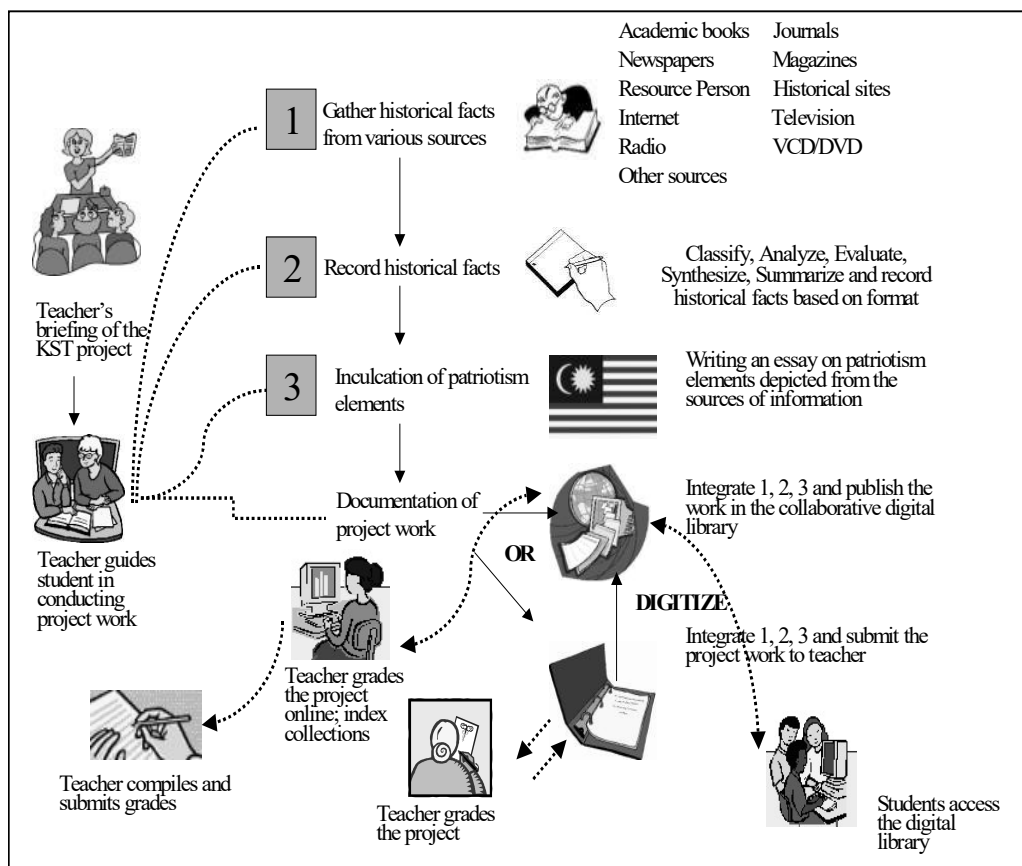 Academic books
Journals
Newspapers
Magazines
Resource Person
Historical sites
Internet
Television
Radio
VCD/DVD
Other sources
1
Gather historical facts
from various sources
2
Record historical facts
Classify, Analyze, Evaluate,
Synthesize, Summarize and record
historical facts based on format
Teacher's
briefing of the
KST project
3
Inculcation of patriotism
elements
Writing an essay on patriotism
elements depicted from the
sources of information
Documentation of
project work
Integrate 1, 2, 3 and publish the
work in the collaborative digital
library
OR
Teacher guides
student in
conducting
project work
DIGITIZE
Integrate 1, 2, 3 and submit the
project work to teacher
Teacher grades
the project
online; index
collections
Teacher compiles and
submits grades
Teacher grades
the project
Students access
the digital
library